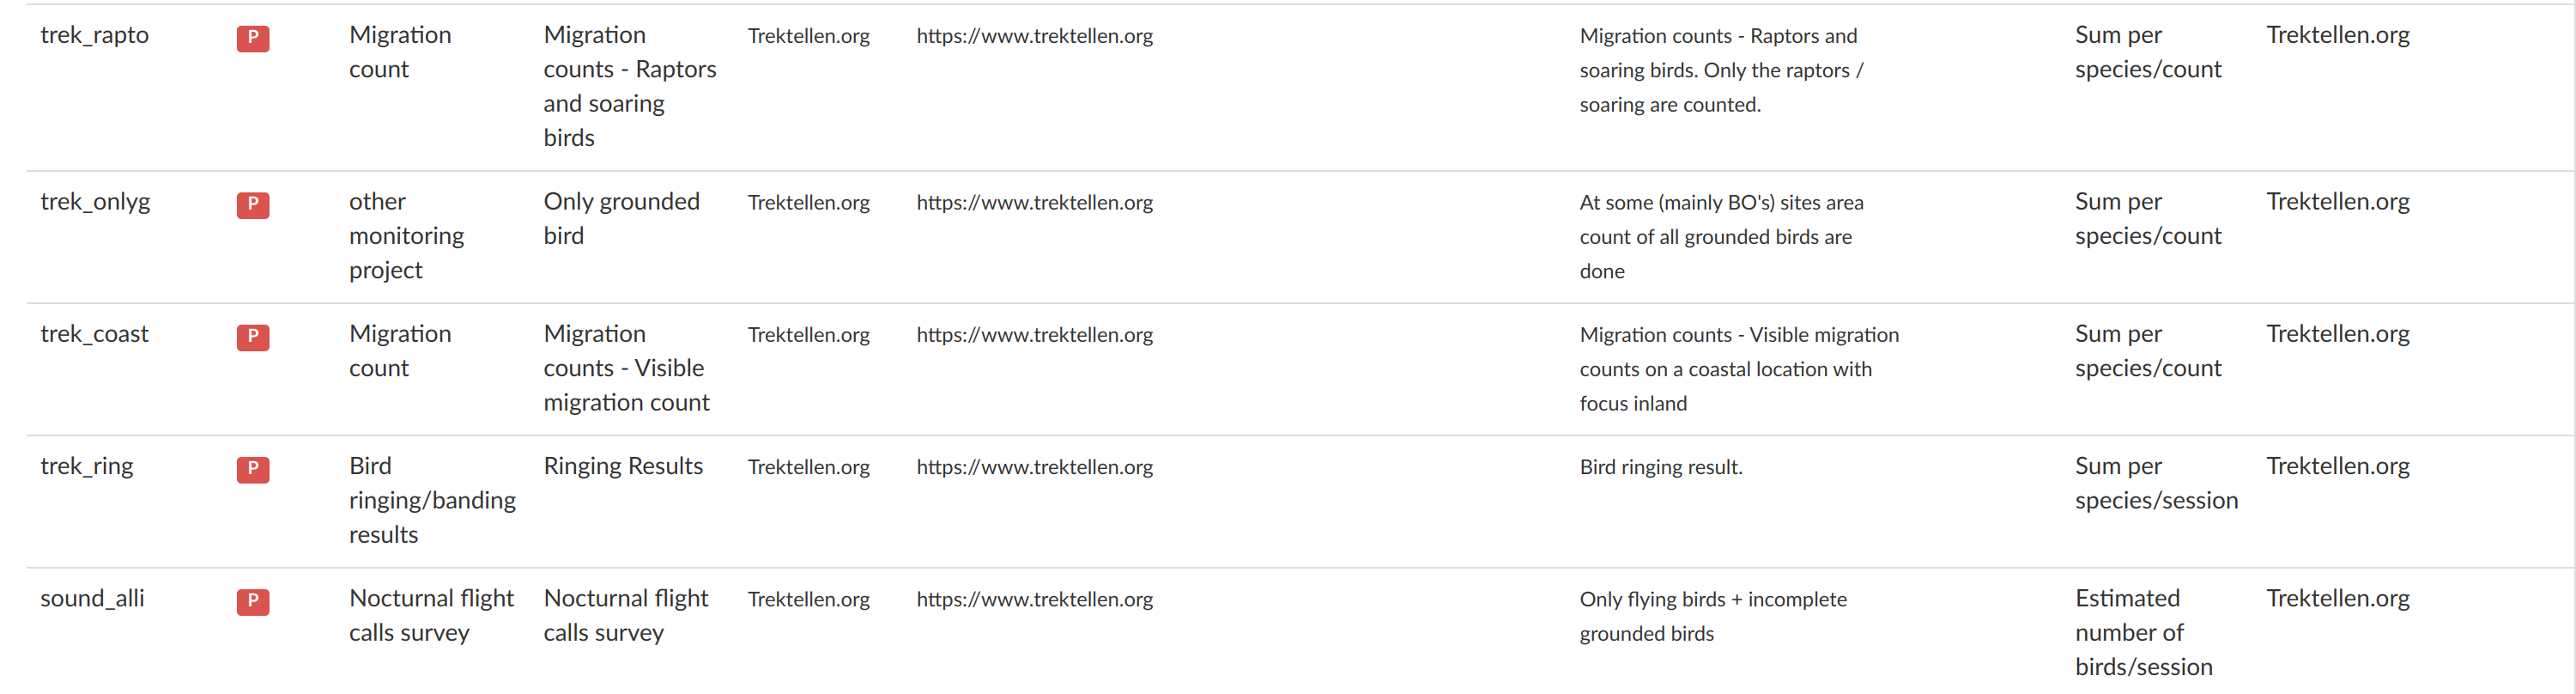 trek_rapto P Migration Migration Trektellen.org https://www.trektellen.org Migration counts - Raptors and Sum per Trektellen.org
count counts - Raptors soaring birds. Only the raptors / species/count
and soaring soaring are counted.
birds
trek_onlyg P other Only grounded Trektellen.org https://www.trektellen.org At some (mainly BO's) sites area Sum per Trektellen.org
monitoring bird count of all grounded birds are species/count
project done
trek_coast P Migration Migration Trektellen.org https://www.trektellen.org Migration counts - Visible migration Sum per Trektellen.org
count counts - Visible counts on a coastal location with species/count
migration count focus inland
trek_ring P Bird Ringing Results Trektellen.org https://www.trektellen.org Bird ringing result. Sum per Trektellen.org
ringing/banding species/session
results
sound_alli P Nocturnal flight Nocturnal flight Trektellen.org https://www.trektellen.org Only flying birds + incomplete Estimated Trektellen.org
calls survey calls survey grounded birds number of
birds/session